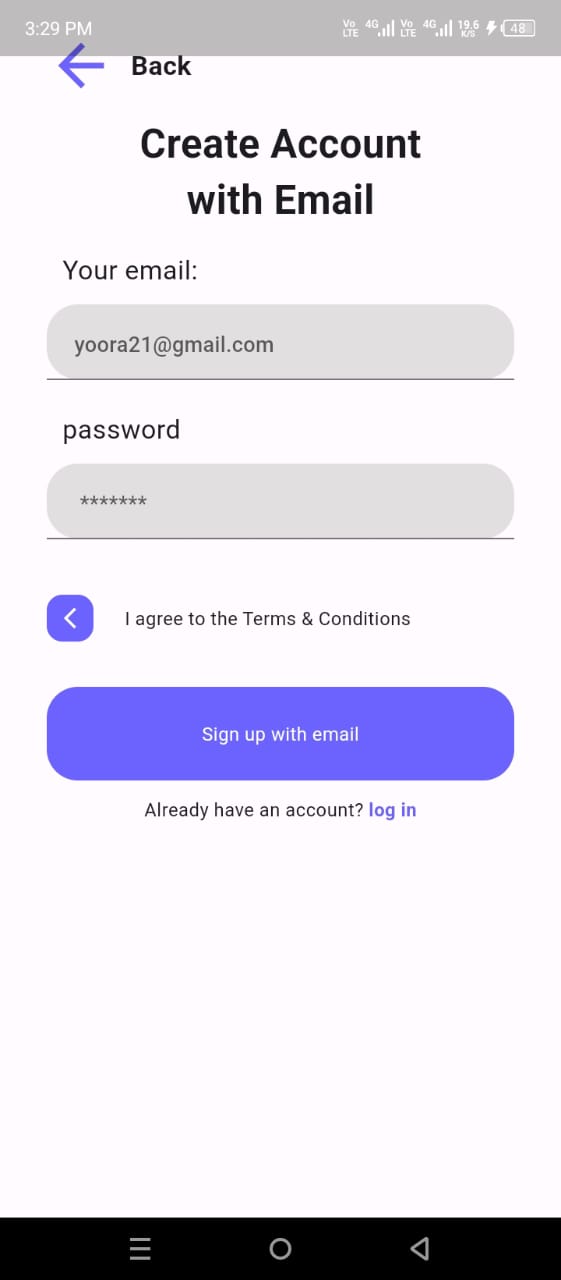 3:29 PM
Vo LTE 4G Vo LTE 4G 19.6 K/S 48
Back
Create Account
with Email
Your email:
yoora21@gmail.com
password
*******
I agree to the Terms & Conditions
Sign up with email
Already have an account? log in